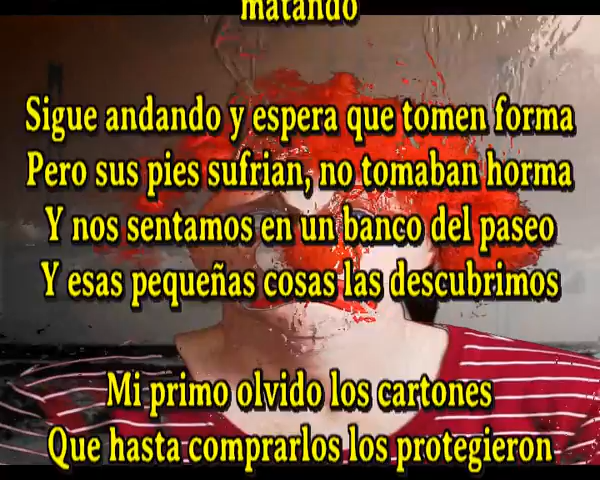 matando
Sigue andando y espera que tomen forma
Pero sus pies sufrian, no tomaban horma
Y nos sentamos en un banco del paseo
Y esas pequeñas cosas las descubrimos
Mi primo olvido los cartones
Que hasta comprarlos los protegieron